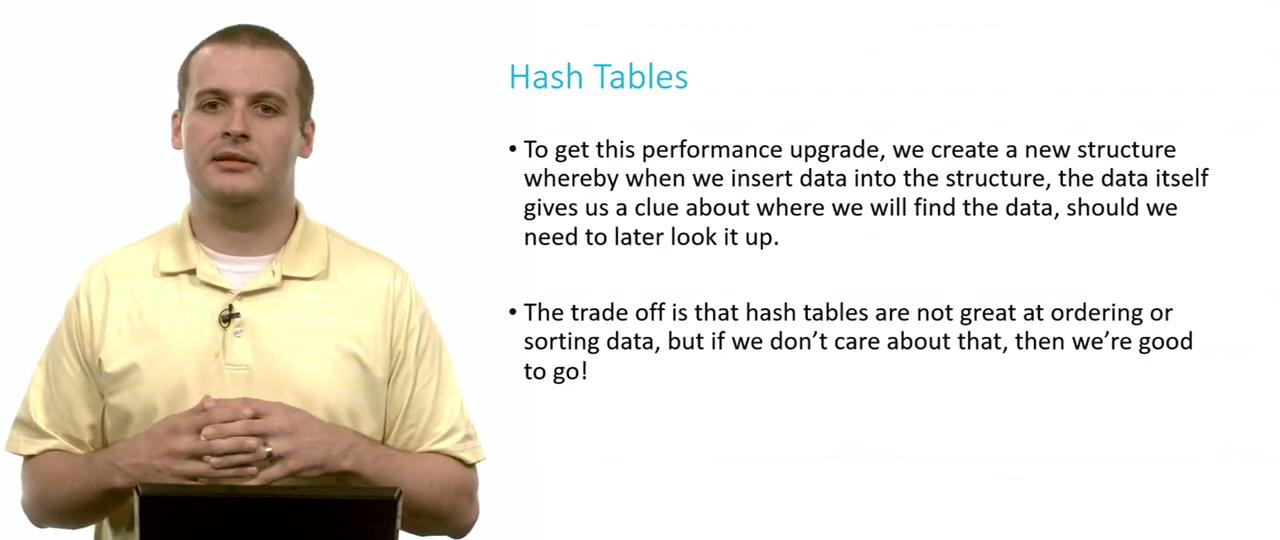 Hash Tables
• To get this performance upgrade, we create a new structure
whereby when we insert data into the structure, the data itself
gives us a clue about where we will find the data, should we
need to later look it up.
• The trade off is that hash tables are not great at ordering or
sorting data, but if we don’t care about that, then we’re good
to go!